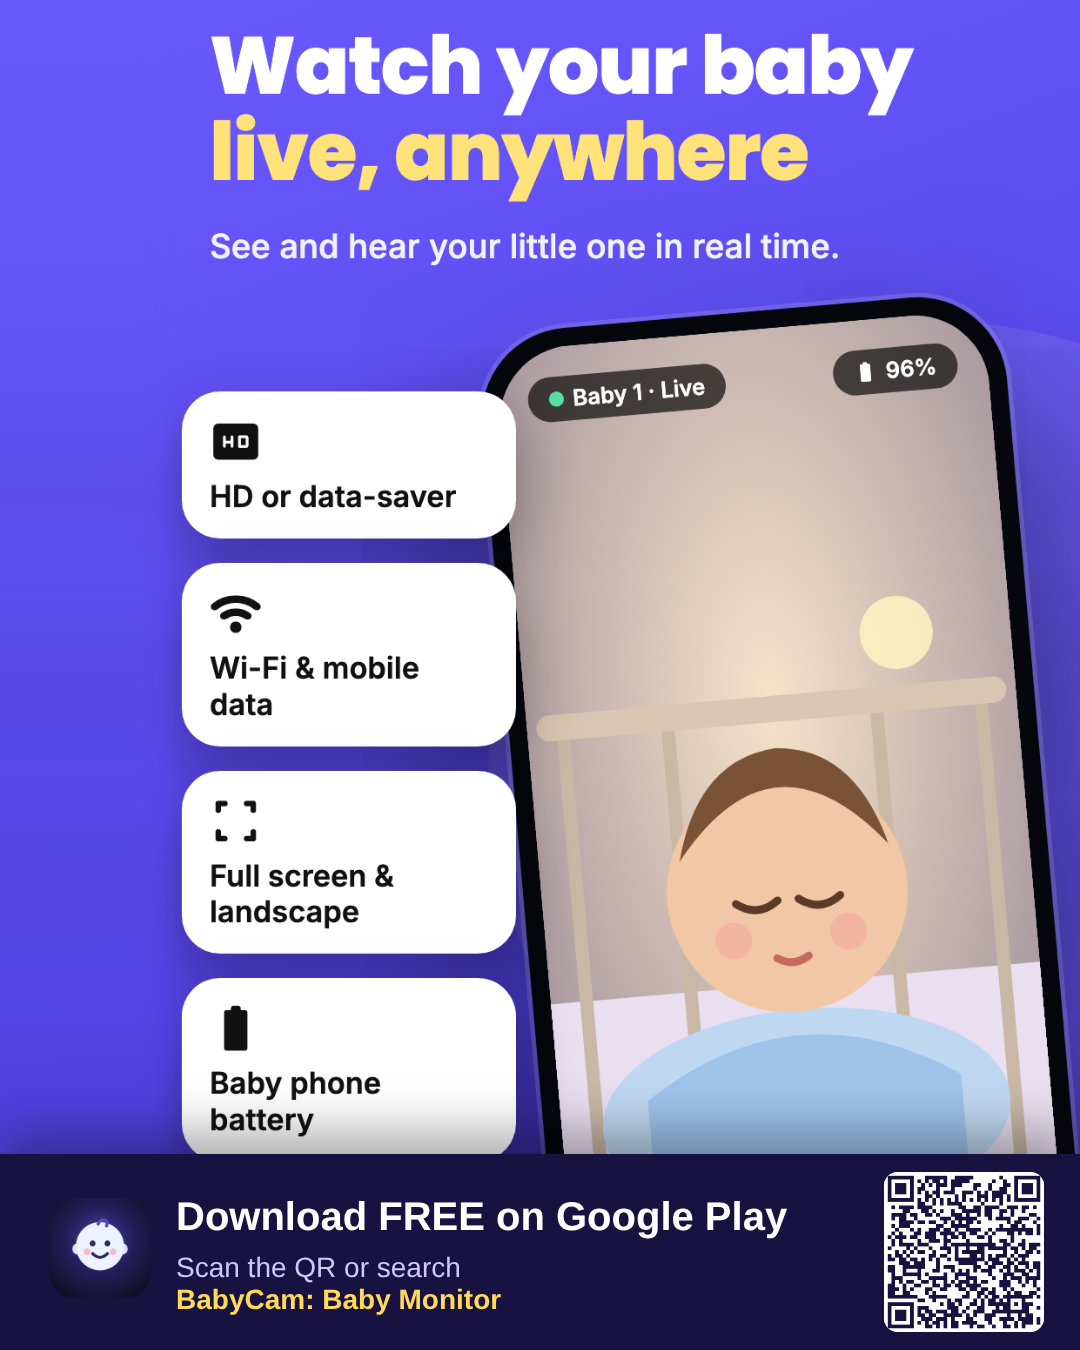 Watch your baby
live, anywhere
See and hear your little one in real time.
Baby 1 · Live
96%
HD
HD or data-saver
Wi-Fi & mobile
data
Full screen &
landscape
Baby phone
battery
Download FREE on Google Play
Scan the QR or search
BabyCam: Baby Monitor